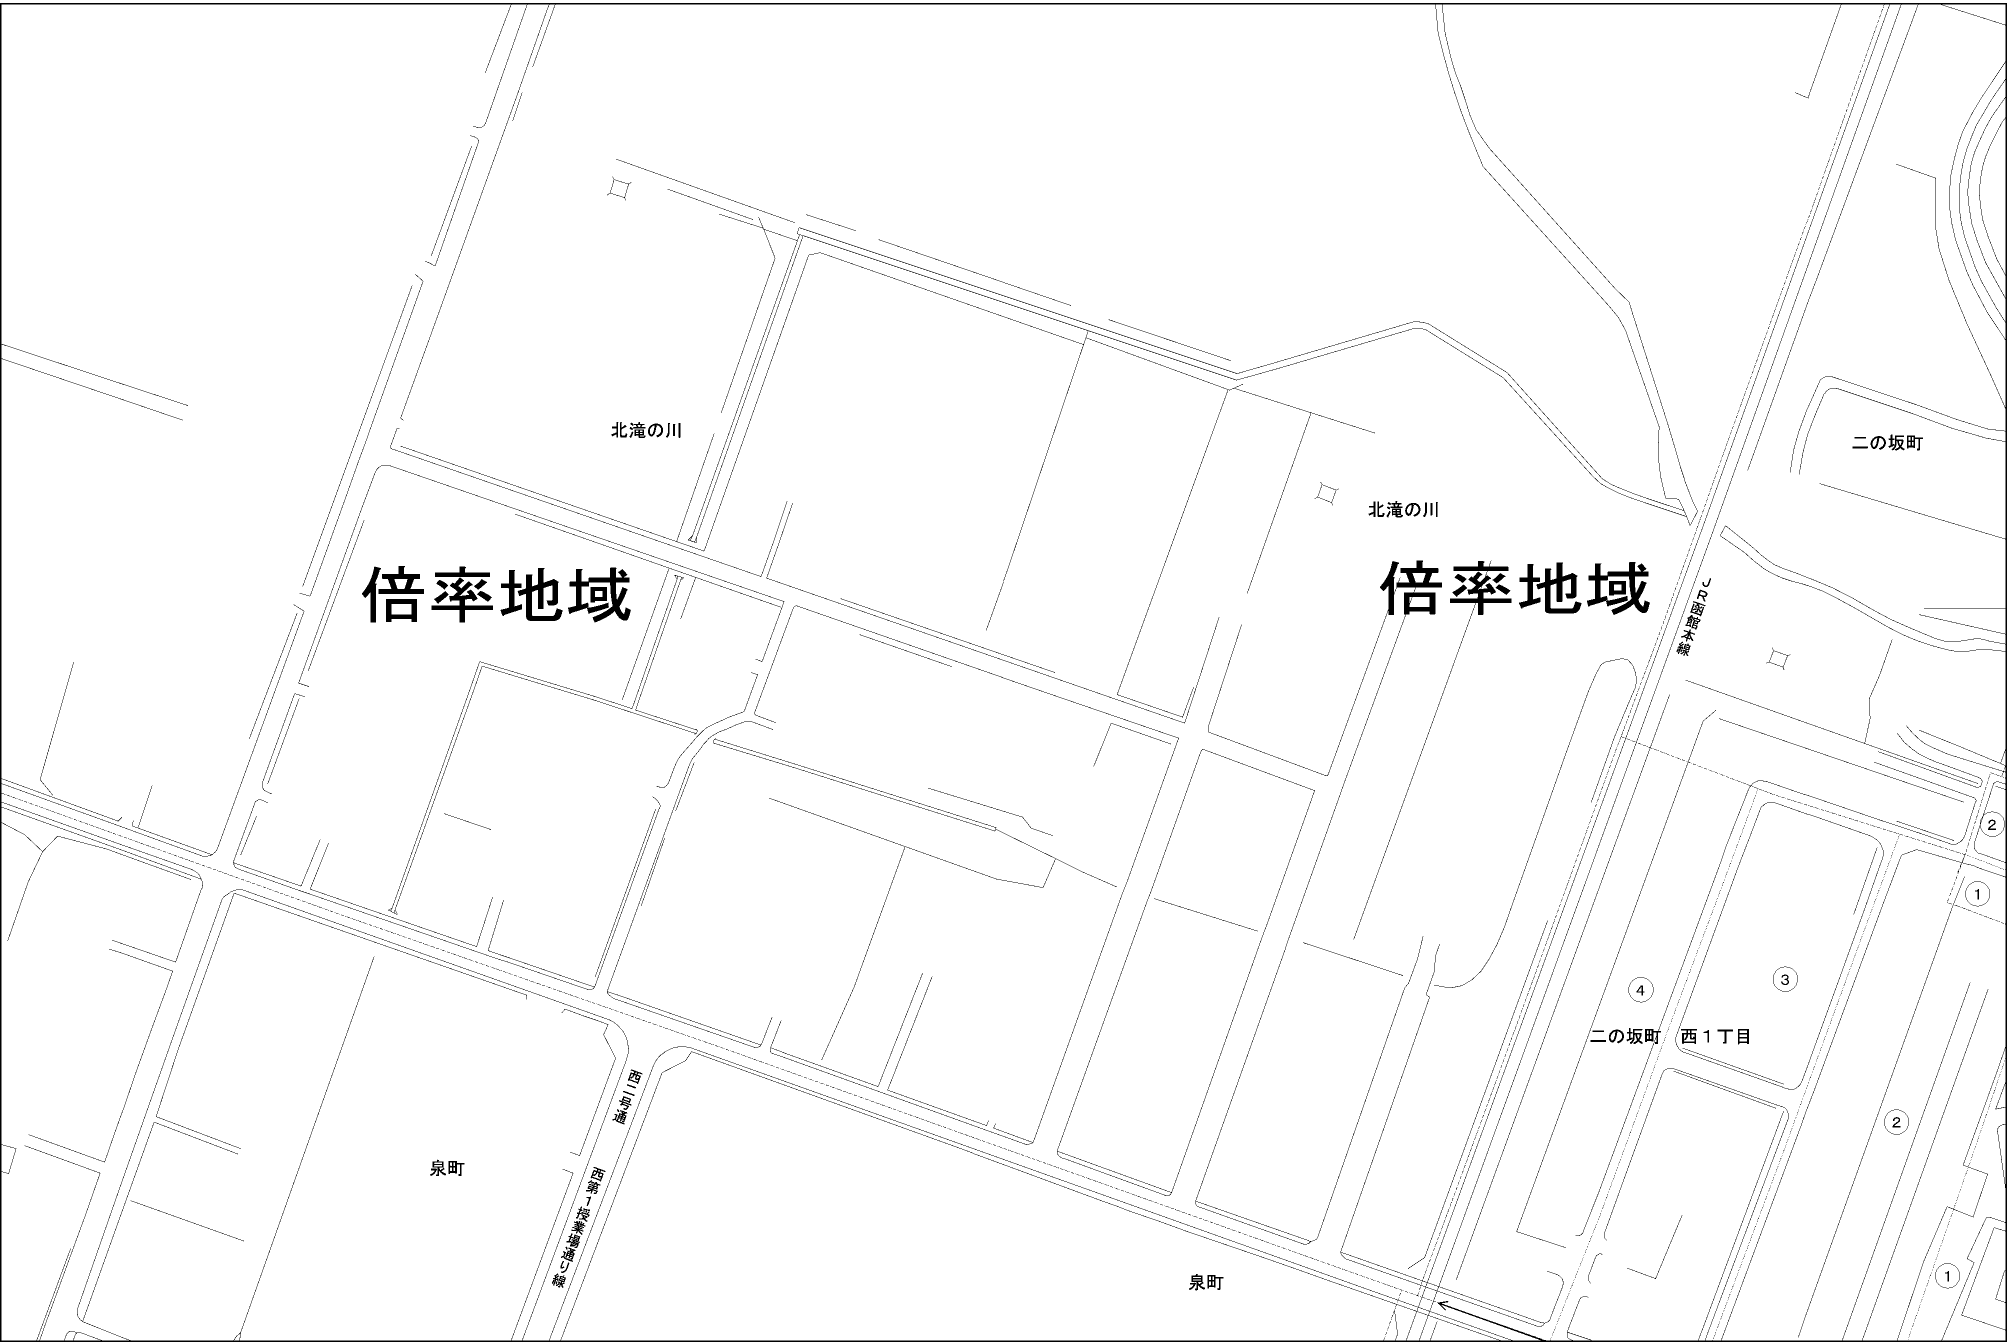 北滝の川
二の坂町
北滝の川
倍率地域
倍率地域
JR函館本線
②
①
③
④
二の坂町　西1丁目
西二号通
②
泉町
西第1授業場通り線
泉町
①